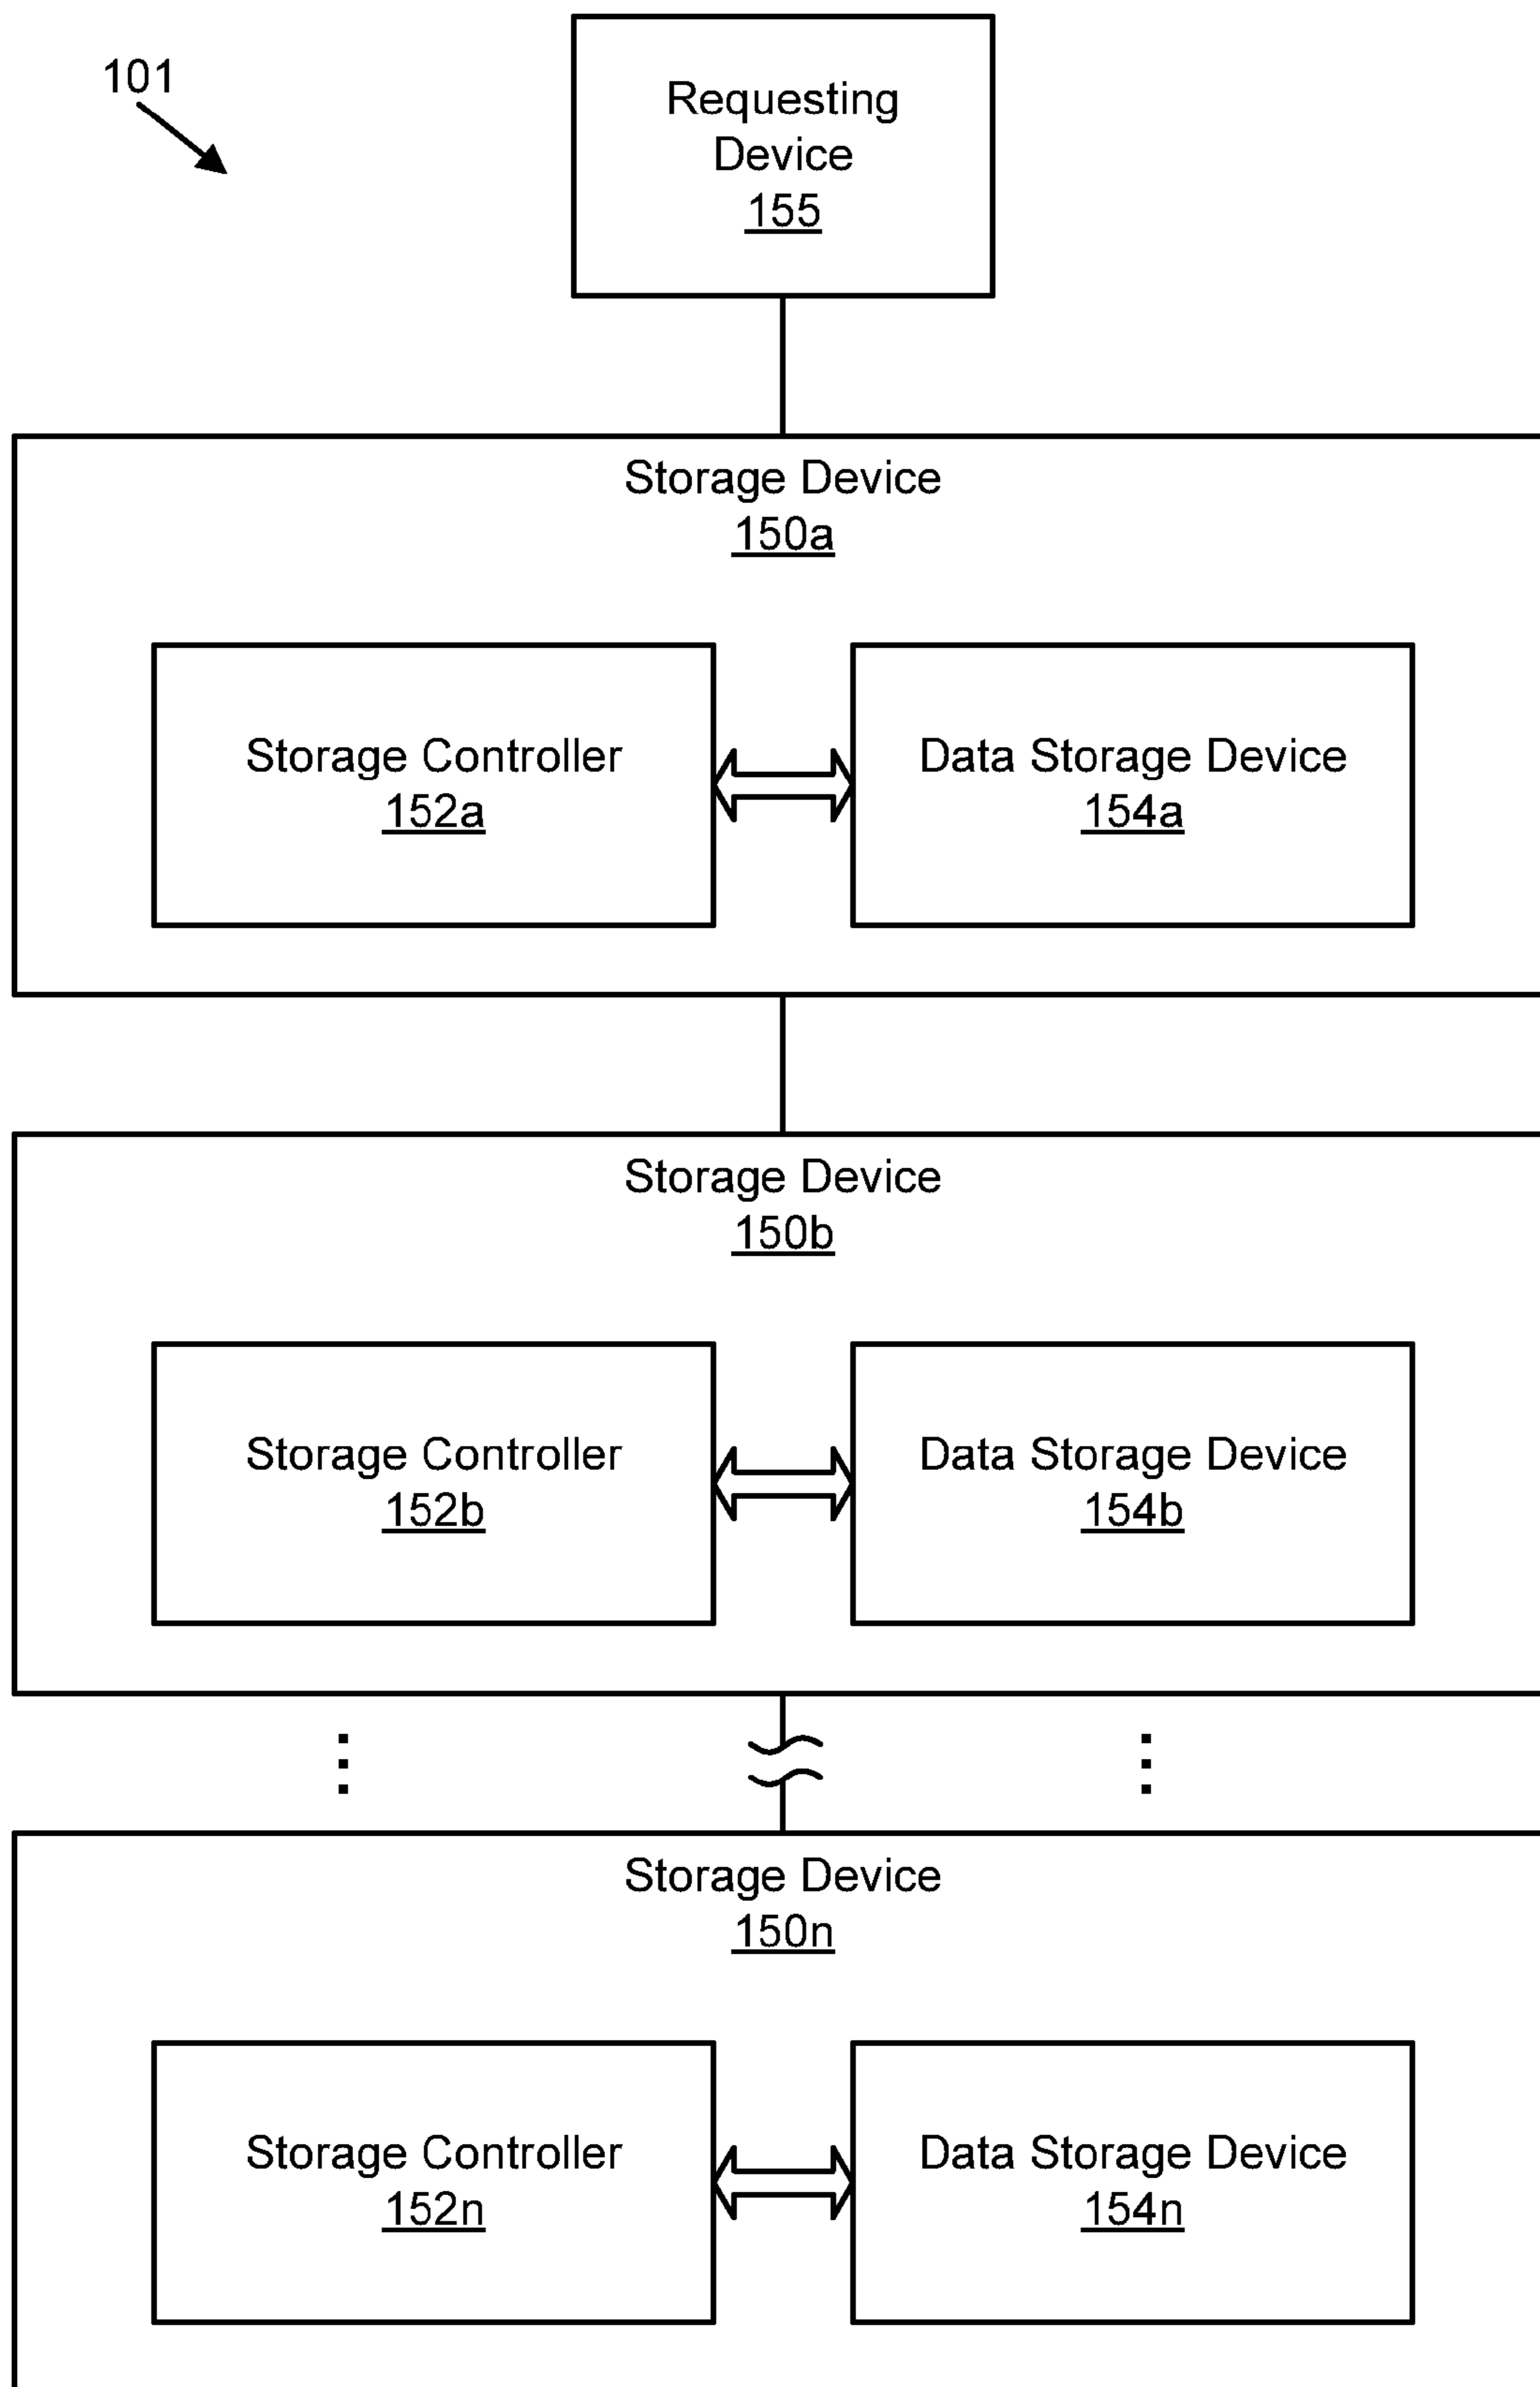 101
Requesting
Device
155
Storage Device
150a
Storage Controller
152a
Data Storage Device
154a
Storage Device
150b
Storage Controller
152b
Data Storage Device
154b
Storage Device
150n
Storage Controller
152n
Data Storage Device
154n